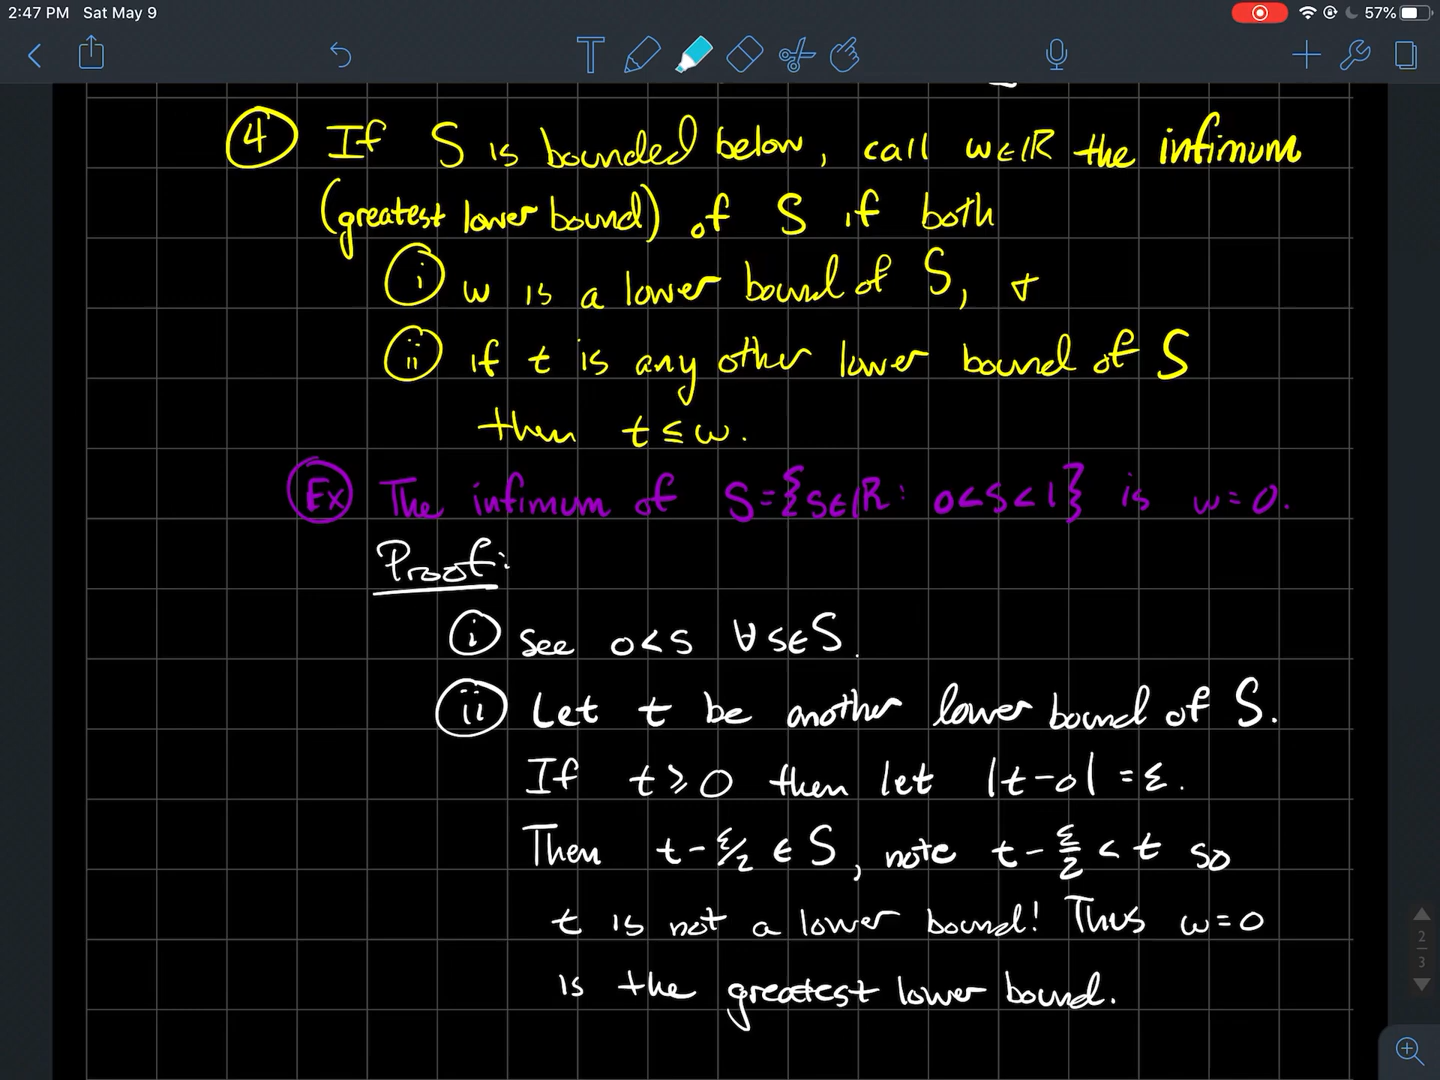 2:47 PM Sat May 9
57%
④ If S is bounded below, call w∈ℝ the infimum
(greatest lower bound) of S if both
ⓘ w is a lower bound of S, +
ⓘⓘ if t is any other lower bound of S
then t ≤ w.
Ex The infimum of S = {s∈ℝ: 0<s<1} is w=0.
Proof:
ⓘ See 0<s ∀s∈S.
ⓘⓘ Let t be another lower bound of S.
If t ≥ 0 then let |t-0| = ε.
Then t - ε/2 ∈ S, note t - ε/2 < t so
t is not a lower bound! Thus w=0
is the greatest lower bound.
2
3